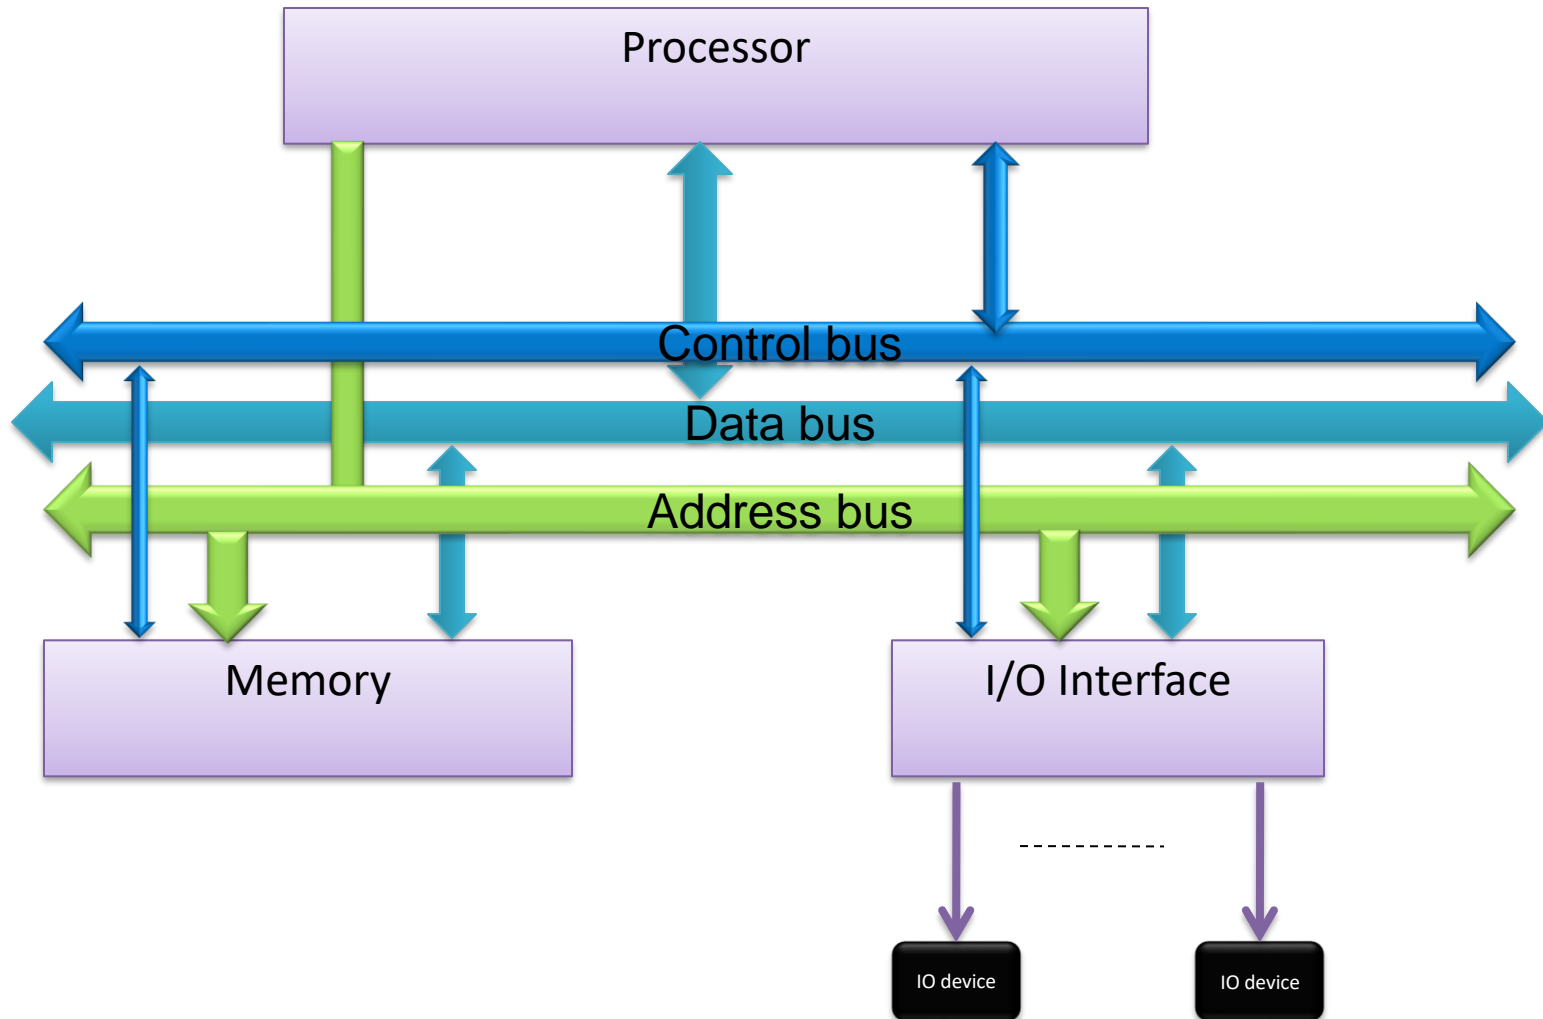 Processor
Control bus
Data bus
Address bus
Memory
I/O Interface
IO device
IO device